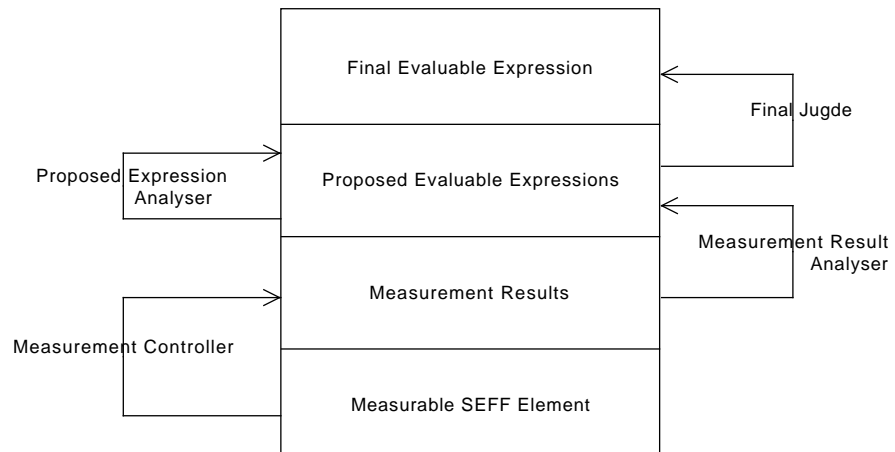 Final Evaluable Expression
Final Jugde
Proposed Expression
Analyser
Proposed Evaluable Expressions
Measurement Result
Analyser
Measurement Results
Measurement Controller
Measurable SEFF Element